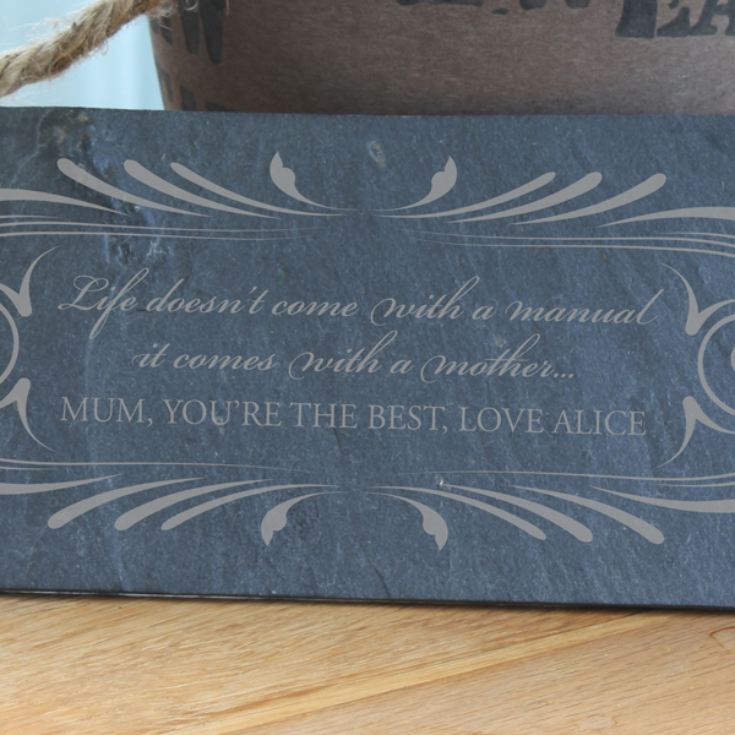 Life doesn't come with a manual
it comes with a mother...
MUM, YOU'RE THE BEST, LOVE ALICE